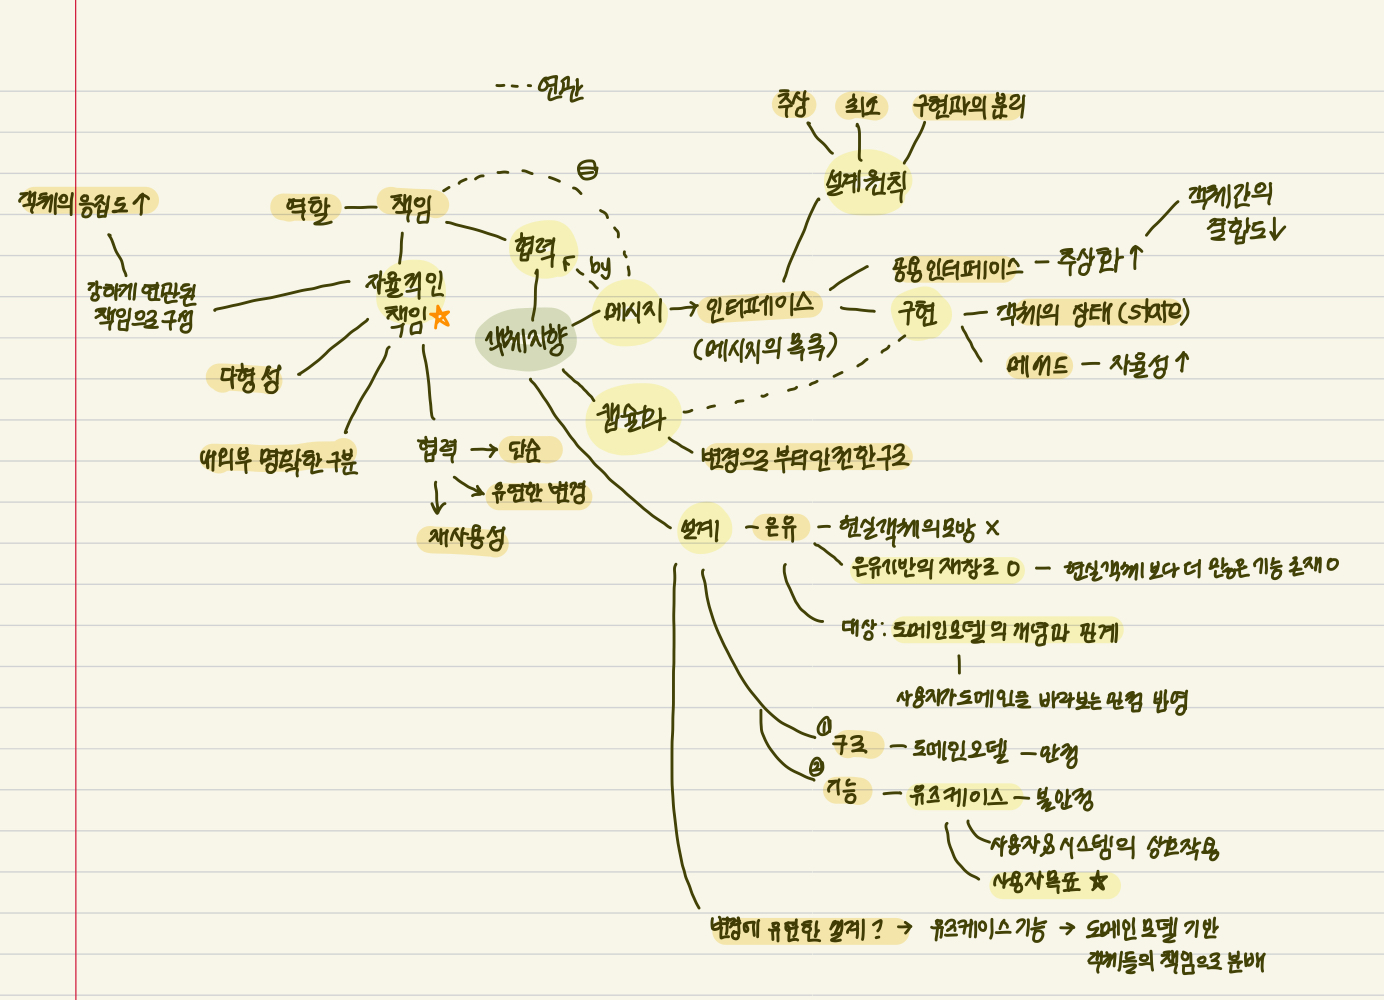 ---- 연관
추상
최소
구현과의 분리
설계 원칙
객체의 응집도 ↑
역할
책임
협력
by
객체간의
결합도↓
자율적인
책임☆
강하게 연관된
책임으로 구성
메시지
인터페이스
(메시지의 목록)
공용 인터페이스 - 추상화 ↑
구현
객체의 상태 (state)
메서드 - 자율성 ↑
객체지향
다형성
캡슐화
변경으로 부터 안전한 구조
내외부 명확한 구분
협력 → 단순
유연한 변경
재사용성
설계 - 은유 - 현실객체의 모방 X
은유기반의 재창조 O - 현실객체 보다 더 많은 기능 존재 O
대상: 도메인모델의 개념과 관계
사용자가 도메인을 바라보는 관점 반영
① 구조 - 도메인모델 - 안정
② 기능 - 유즈케이스 - 불안정
사용자와 시스템의 상호작용
사용자목표 ★
변경에 유연한 설계? → 유즈케이스 기능 → 도메인 모델 기반
객체들의 책임으로 분배